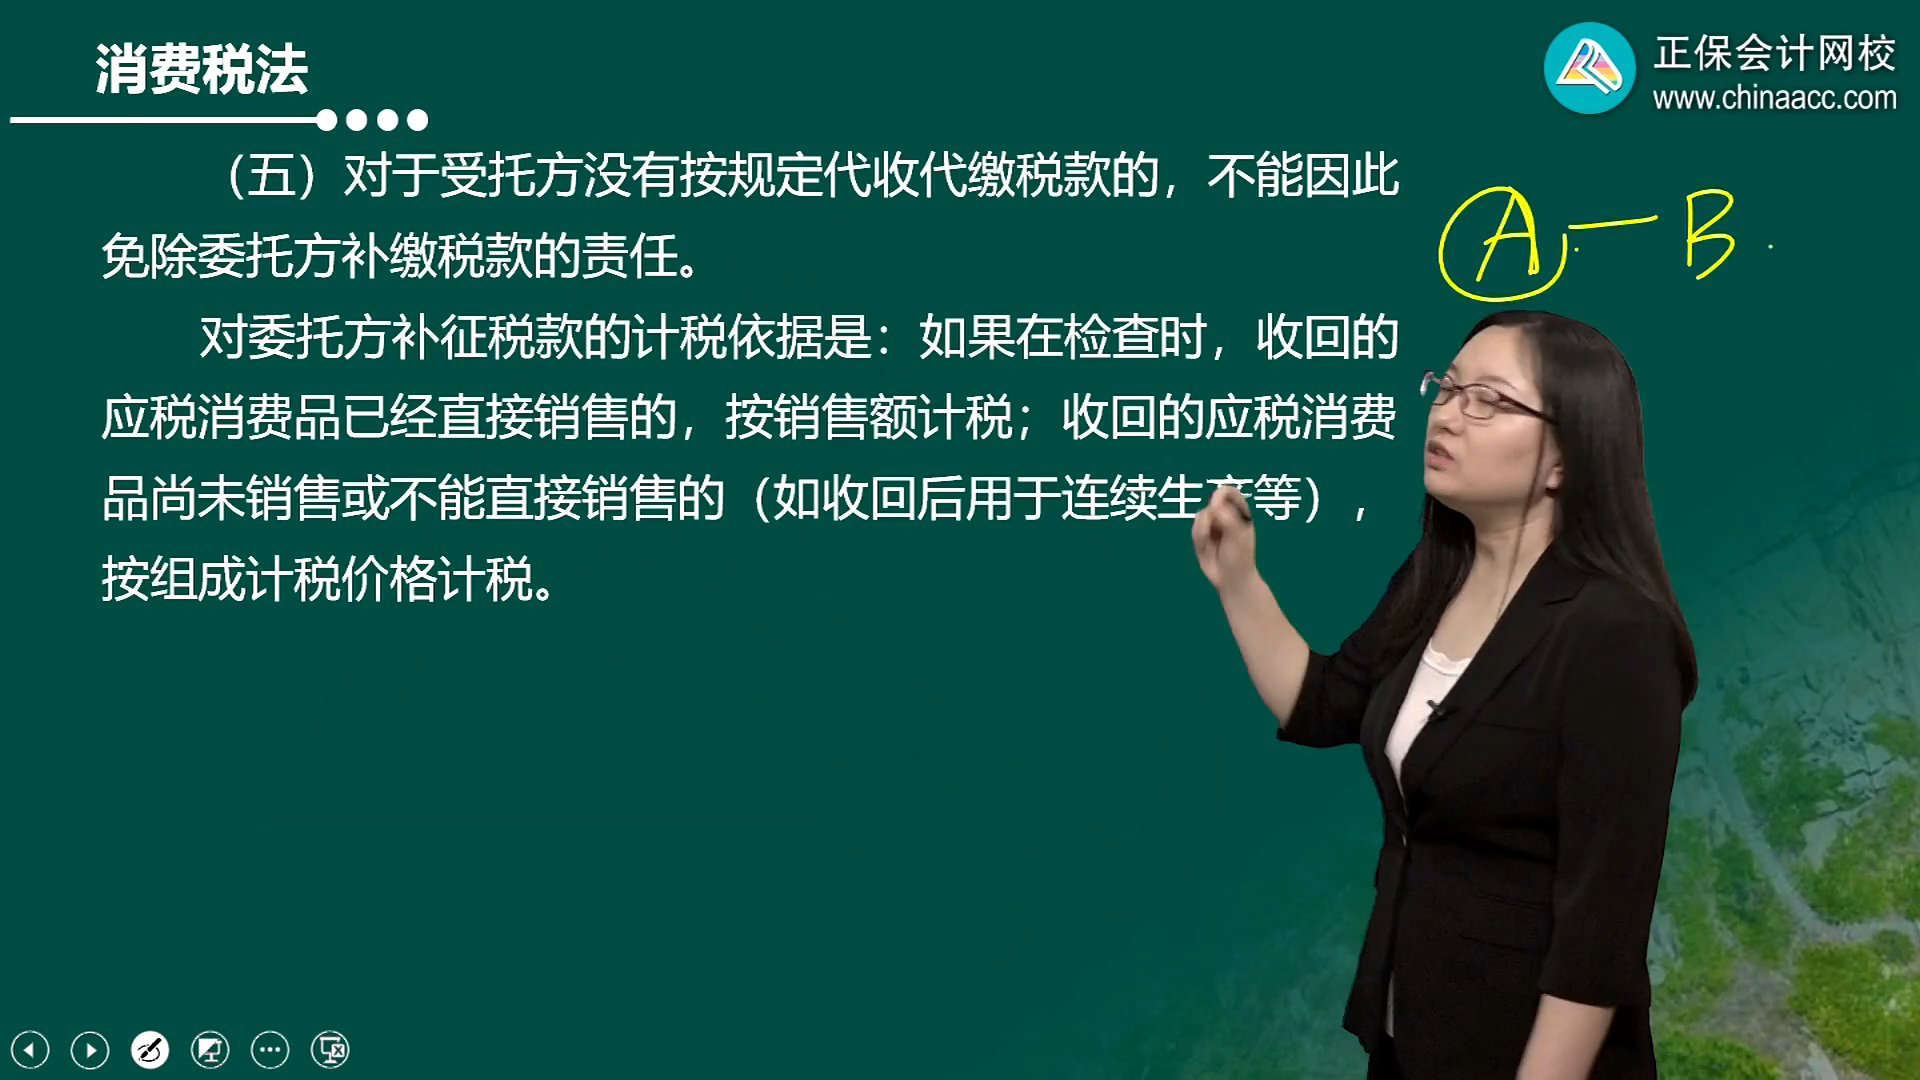 消费税法
正保会计网校
www.chinaacc.com
（五）对于受托方没有按规定代收代缴税款的，不能因此
免除委托方补缴税款的责任。
A — B
对委托方补征税款的计税依据是：如果在检查时，收回的
应税消费品已经直接销售的，按销售额计税；收回的应税消费
品尚未销售或不能直接销售的（如收回后用于连续生产等），
按组成计税价格计税。